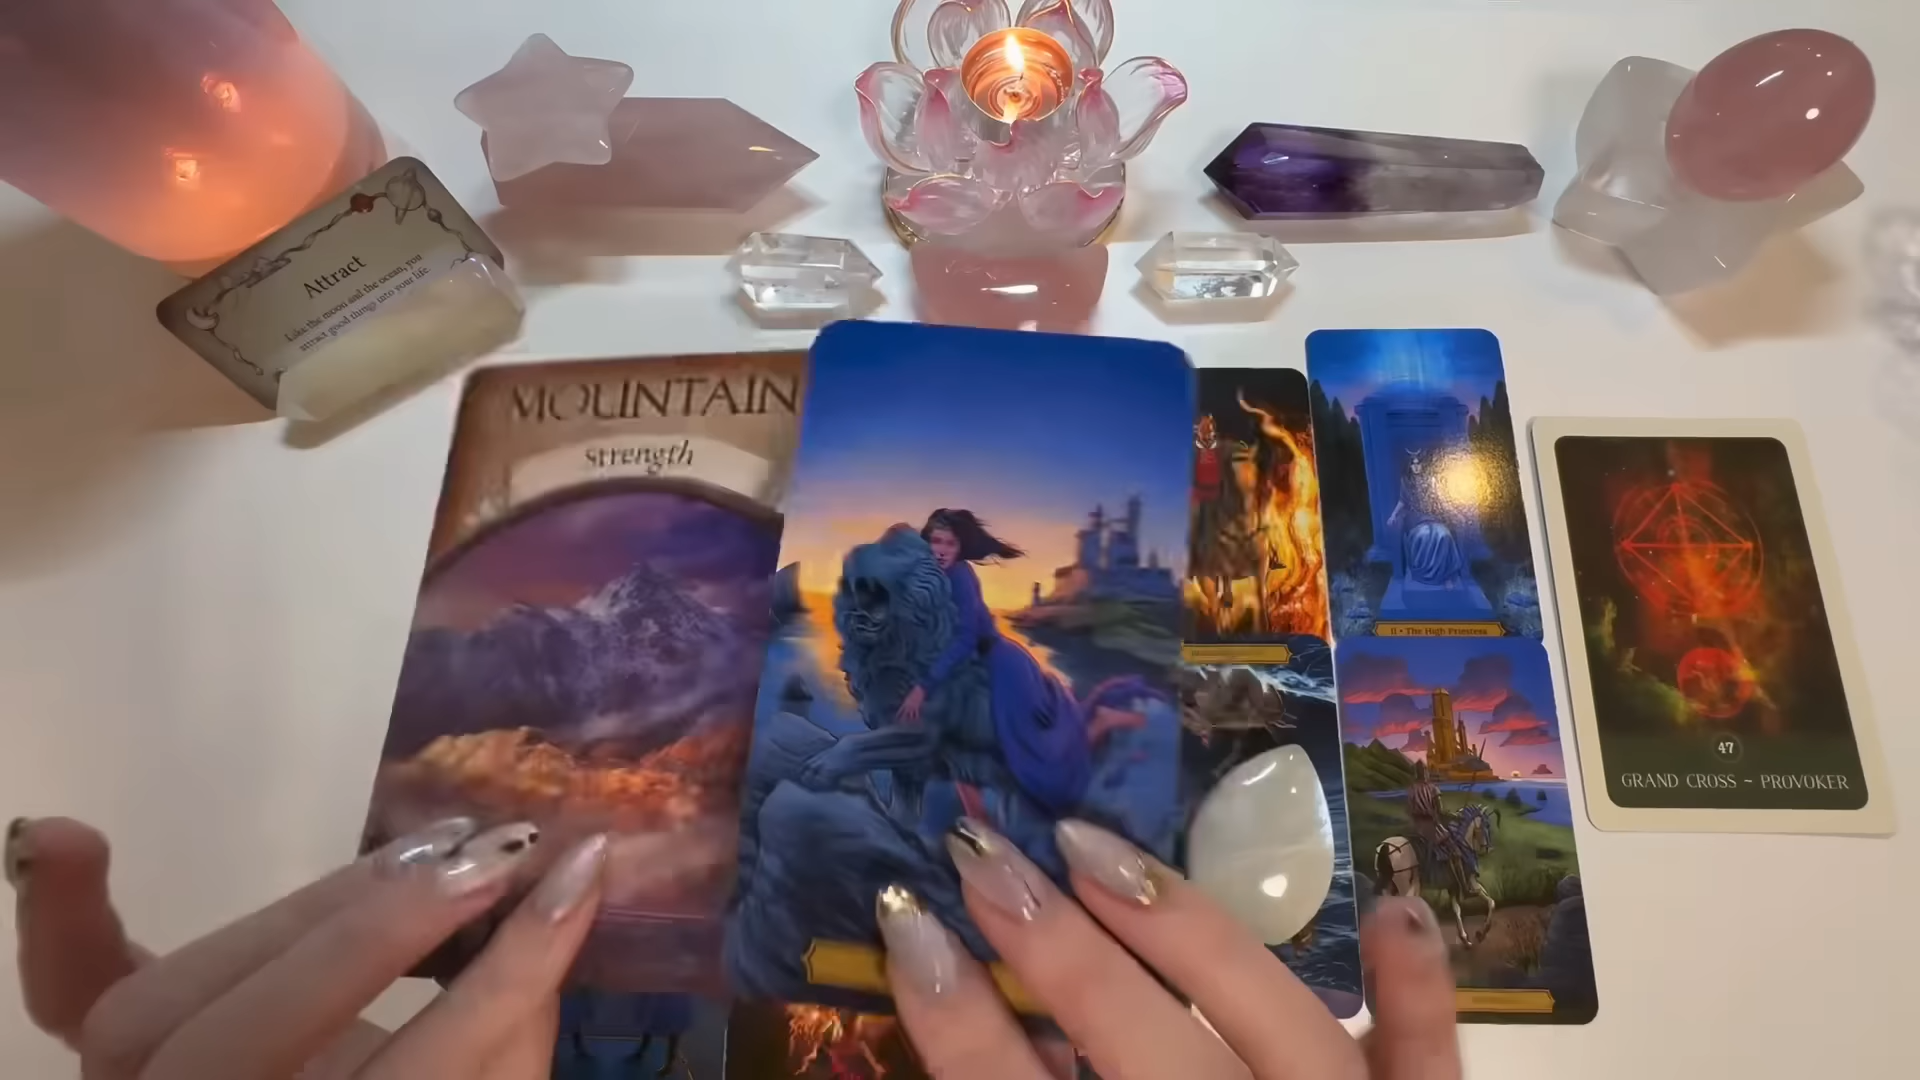 Attract
Like the moon and the ocean, you
attract good things into your life.
MOUNTAIN
strength
II • The High Priestess
47
GRAND CROSS ~ PROVOKER